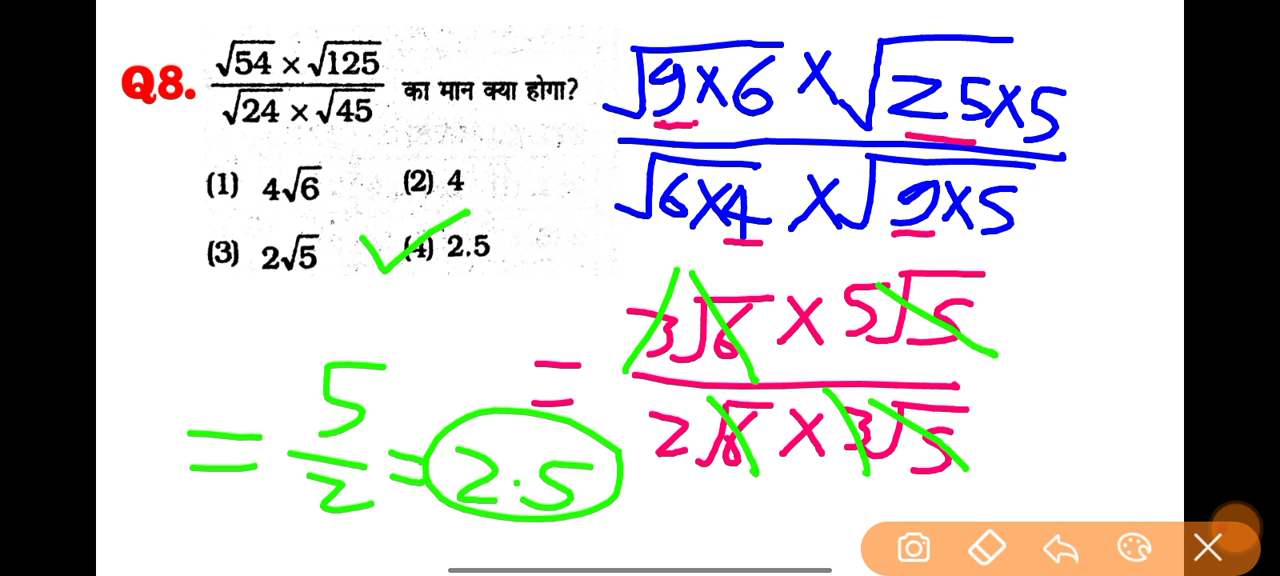 Q8. √54 × √125 / √24 × √45 का मान क्या होगा?
(1) 4√6 (2) 4
(3) 2√5 (4) 2.5
√9×6 × √25×5
√6×4 × √9×5
= 3√6 × 5√5
2√6 × 3√5
= 5/2 = 2.5